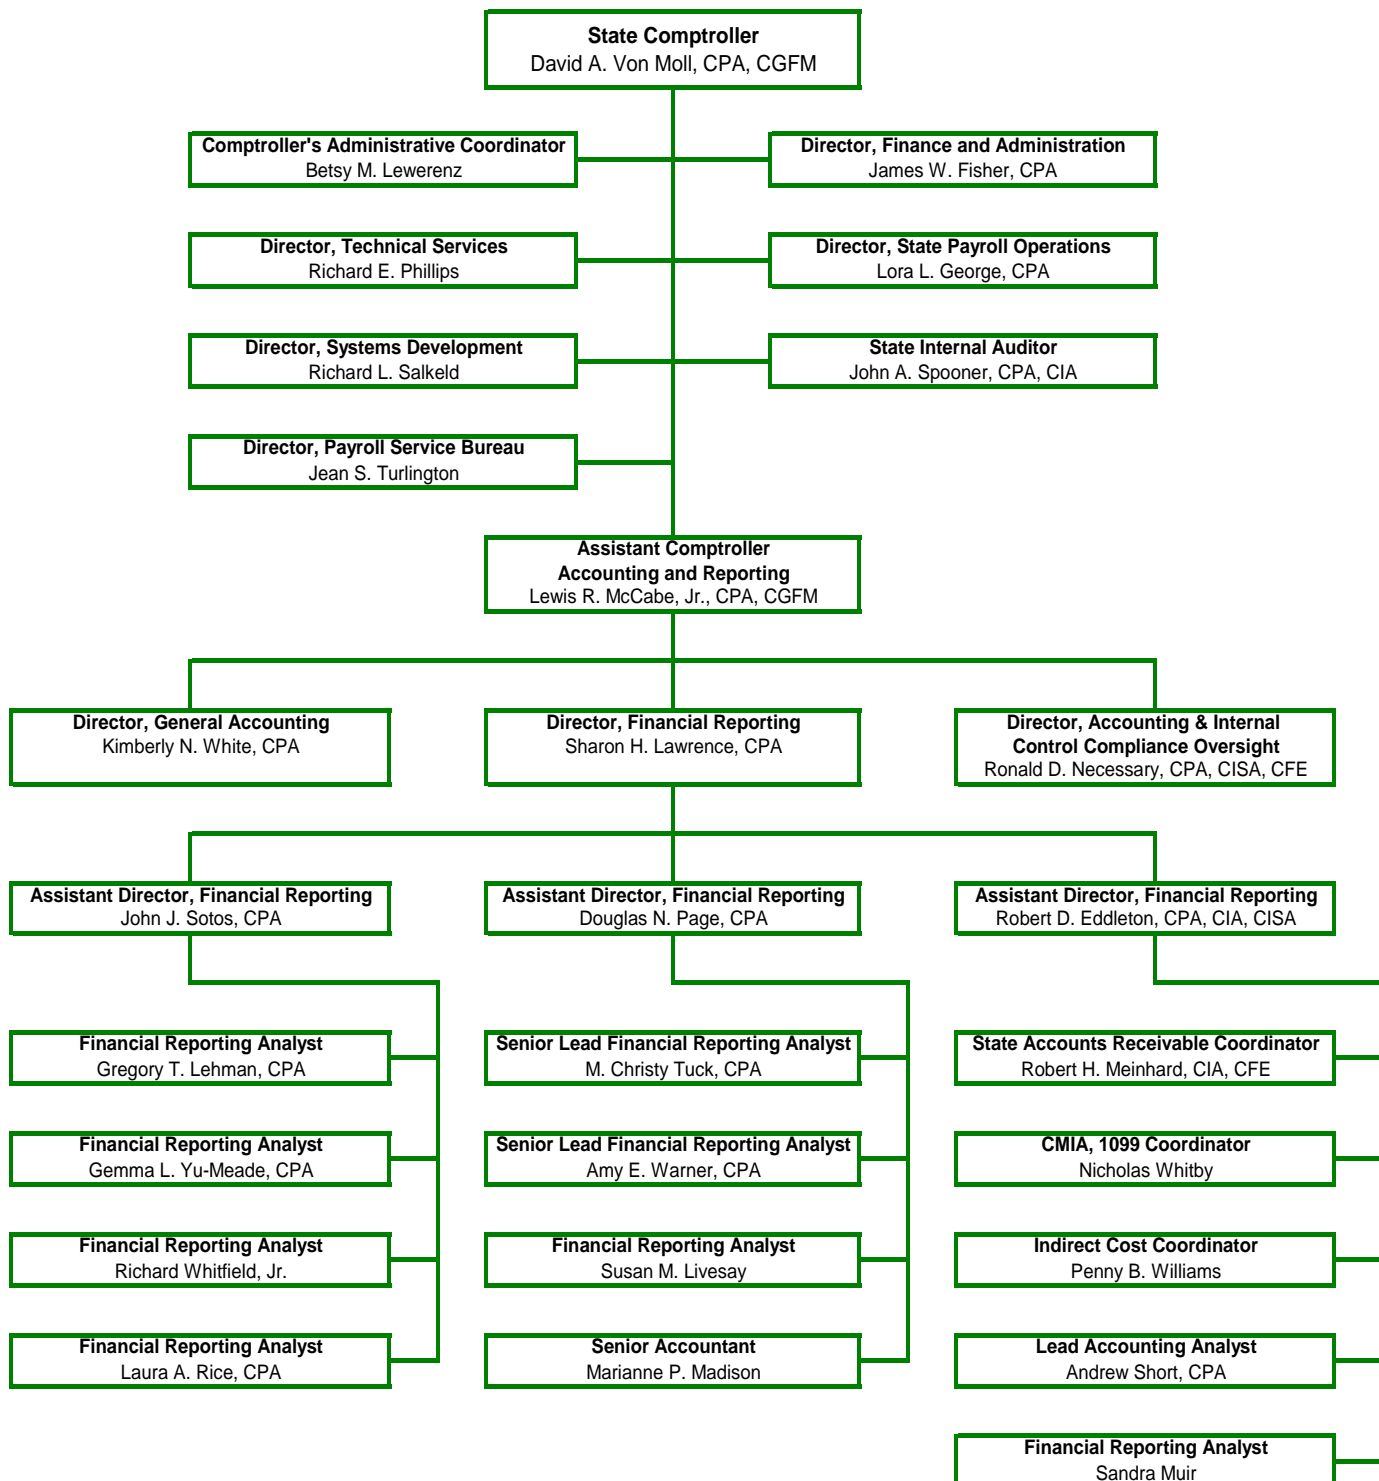 State Comptroller
David A. Von Moll, CPA, CGFM
Comptroller's Administrative Coordinator
Betsy M. Lewerenz
Director, Finance and Administration
James W. Fisher, CPA
Director, Technical Services
Richard E. Phillips
Director, State Payroll Operations
Lora L. George, CPA
Director, Systems Development
Richard L. Salkeld
State Internal Auditor
John A. Spooner, CPA, CIA
Director, Payroll Service Bureau
Jean S. Turlington
Assistant Comptroller
Accounting and Reporting
Lewis R. McCabe, Jr., CPA, CGFM
Director, General Accounting
Kimberly N. White, CPA
Director, Financial Reporting
Sharon H. Lawrence, CPA
Director, Accounting & Internal
Control Compliance Oversight
Ronald D. Necessary, CPA, CISA, CFE
Assistant Director, Financial Reporting
John J. Sotos, CPA
Assistant Director, Financial Reporting
Douglas N. Page, CPA
Assistant Director, Financial Reporting
Robert D. Eddleton, CPA, CIA, CISA
Financial Reporting Analyst
Gregory T. Lehman, CPA
Senior Lead Financial Reporting Analyst
M. Christy Tuck, CPA
State Accounts Receivable Coordinator
Robert H. Meinhard, CIA, CFE
Financial Reporting Analyst
Gemma L. Yu-Meade, CPA
Senior Lead Financial Reporting Analyst
Amy E. Warner, CPA
CMIA, 1099 Coordinator
Nicholas Whitby
Financial Reporting Analyst
Richard Whitfield, Jr.
Financial Reporting Analyst
Susan M. Livesay
Indirect Cost Coordinator
Penny B. Williams
Financial Reporting Analyst
Laura A. Rice, CPA
Senior Accountant
Marianne P. Madison
Lead Accounting Analyst
Andrew Short, CPA
Financial Reporting Analyst
Sandra Muir